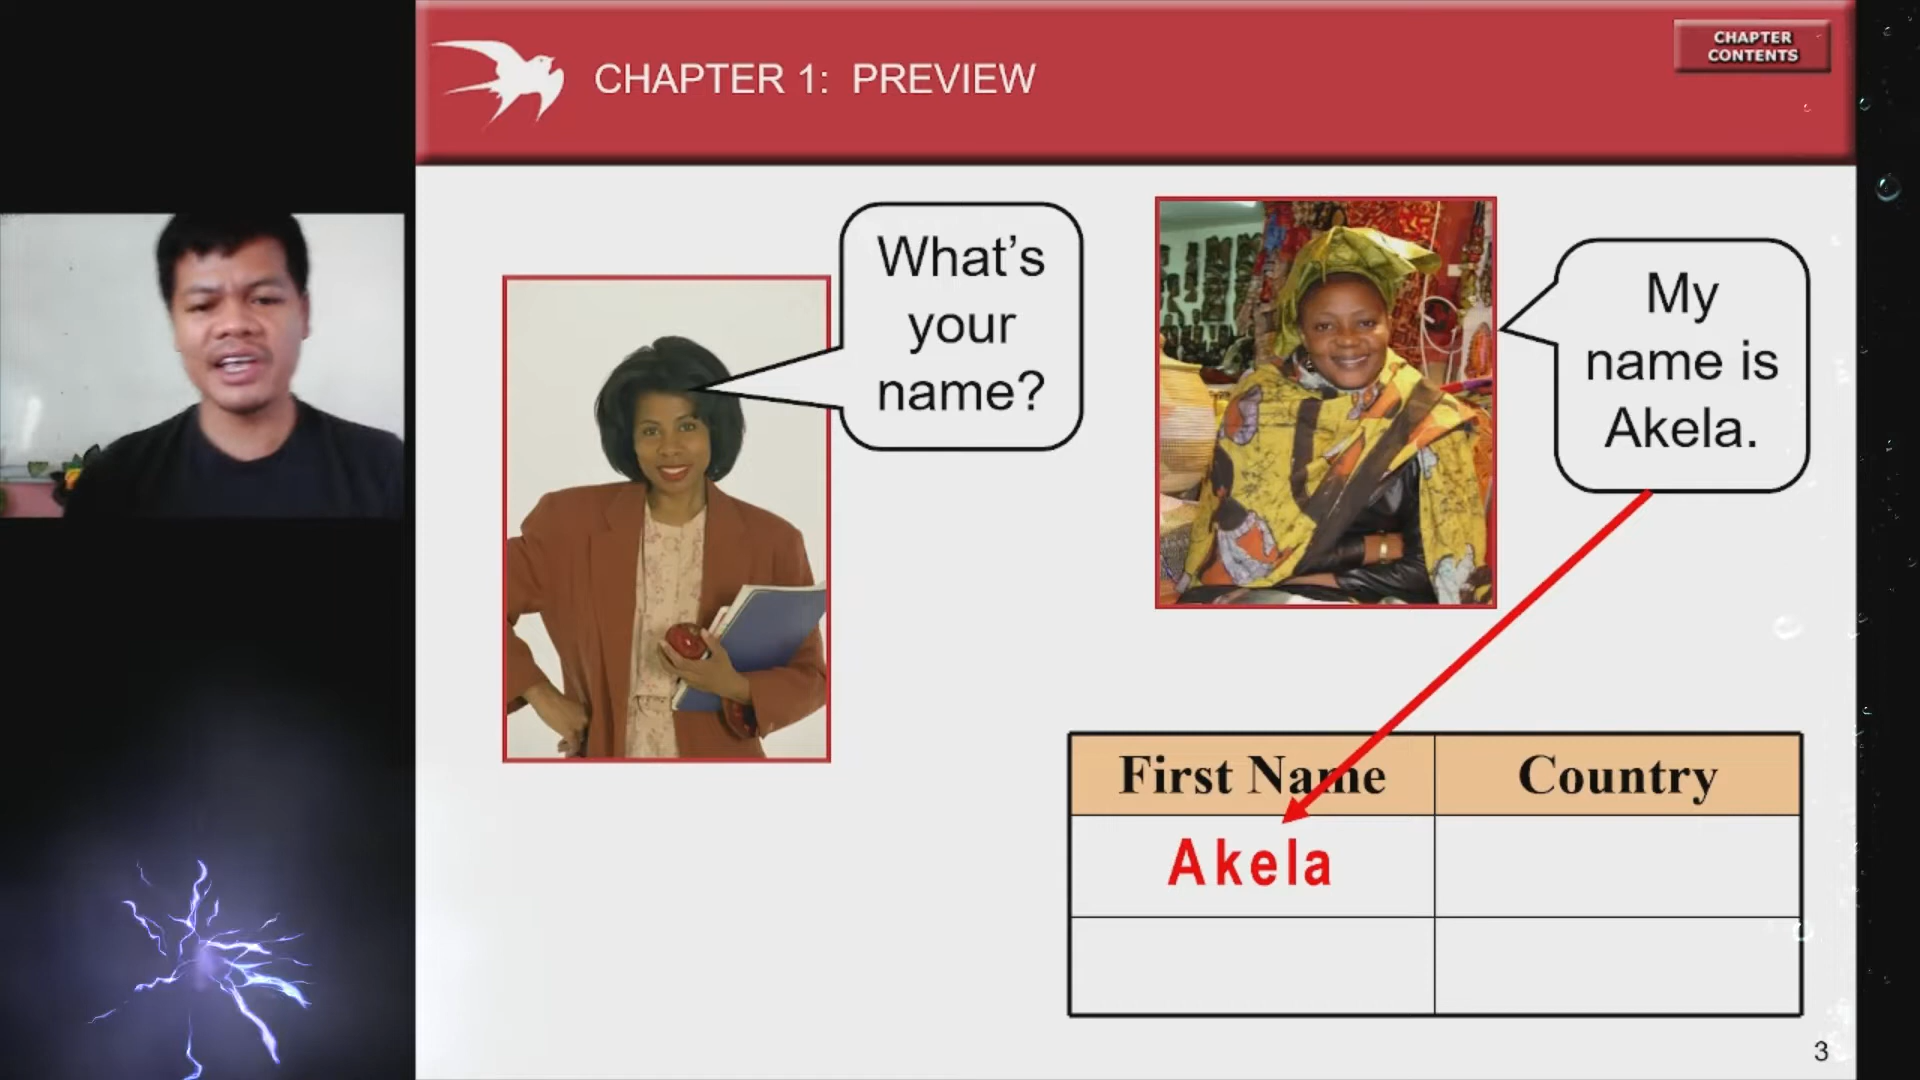 CHAPTER 1: PREVIEW
CHAPTER
CONTENTS
What’s
your
name?
My
name is
Akela.
First Name Country
Akela
3